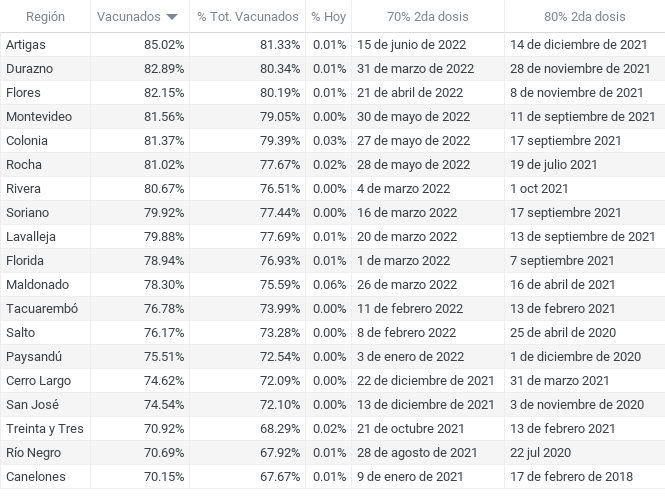 Región Vacunados % Tot. Vacunados % Hoy 70% 2da dosis 80% 2da dosis
Artigas 85.02% 81.33% 0.01% 15 de junio de 2022 14 de diciembre de 2021
Durazno 82.89% 80.34% 0.01% 31 de marzo de 2022 28 de noviembre de 2021
Flores 82.15% 80.19% 0.01% 21 de abril de 2022 8 de noviembre de 2021
Montevideo 81.56% 79.05% 0.00% 30 de mayo de 2022 11 de septiembre de 2021
Colonia 81.37% 79.39% 0.03% 27 de mayo de 2022 17 septiembre 2021
Rocha 81.02% 77.67% 0.02% 28 de mayo de 2022 19 de julio 2021
Rivera 80.67% 76.51% 0.00% 4 de marzo 2022 1 oct 2021
Soriano 79.92% 77.44% 0.00% 16 de marzo 2022 17 septiembre 2021
Lavalleja 79.88% 77.69% 0.01% 20 de marzo 2022 13 de septiembre de 2021
Florida 78.94% 76.93% 0.01% 1 de marzo 2022 7 septiembre 2021
Maldonado 78.30% 75.59% 0.06% 26 de marzo 2022 16 de abril de 2021
Tacuarembó 76.78% 73.99% 0.00% 11 de febrero 2022 13 de febrero 2021
Salto 76.17% 73.28% 0.00% 8 de febrero 2022 25 de abril de 2020
Paysandú 75.51% 72.54% 0.00% 3 de enero de 2022 1 de diciembre de 2020
Cerro Largo 74.62% 72.09% 0.00% 22 de diciembre de 2021 31 de marzo 2021
San José 74.54% 72.10% 0.00% 13 de diciembre de 2021 3 de noviembre de 2020
Treinta y Tres 70.92% 68.29% 0.02% 21 de octubre 2021 13 de febrero 2021
Río Negro 70.69% 67.92% 0.01% 28 de agosto de 2021 22 jul 2020
Canelones 70.15% 67.67% 0.01% 9 de enero de 2021 17 de febrero de 2018